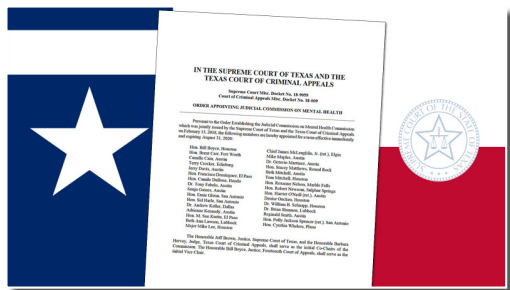 IN THE SUPREME COURT OF TEXAS AND THE
TEXAS COURT OF CRIMINAL APPEALS
Supreme Court Misc. Docket No. 18-9059
Court of Criminal Appeals Misc. Docket No. 18-009
ORDER APPOINTING JUDICIAL COMMISSION ON MENTAL HEALTH
Pursuant to the Order Establishing the Judicial Commission on Mental Health Commission
which was jointly issued by the Supreme Court of Texas and the Texas Court of Criminal Appeals
on February 13, 2018, the following members are hereby appointed for a term effective immediately
and expiring August 31, 2020:
Hon. Bill Boyce, Houston
Hon. Brent Carr, Fort Worth
Camille Cain, Austin
Terry Crocker, Edinburg
Jerry Davis, Austin
Hon. Francisco Dominguez, El Paso
Hon. Camile DuBose, Hondo
Dr. Tony Fabelo, Austin
Sonja Gaines, Austin
Hon. Ernie Glenn, San Antonio
Hon. Sid Harle, San Antonio
Dr. Andrew Keller, Dallas
Adrienne Kennedy, Austin
Hon. M. Sue Kurita, El Paso
Beth Ann Lawson, Lubbock
Major Mike Lee, Houston
Chief James McLaughlin, Jr. (ret.), Elgin
Mike Maples, Austin
Dr. Octavio Martinez, Austin
Hon. Stacey Matthews, Round Rock
Beth Mitchell, Austin
Tom Mitchell, Houston
Hon. Roxanne Nelson, Marble Falls
Hon. Robert Newsom, Sulphur Springs
Hon. Harriet O'Neill (ret.), Austin
Denise Oncken, Houston
Dr. William B. Schnapp, Houston
Dr. Brian Shannon, Lubbock
Reginald Smith, Austin
Hon. Polly Jackson Spencer (ret.), San Antonio
Hon. Cynthia Wheless, Plano
The Honorable Jeff Brown, Justice, Supreme Court of Texas, and the Honorable Barbara
Hervey, Judge, Texas Court of Criminal Appeals, shall serve as the initial Co-Chairs of the
Commission. The Honorable Bill Boyce, Justice, Fourteenth Court of Appeals, shall serve as the
initial Vice Chair.